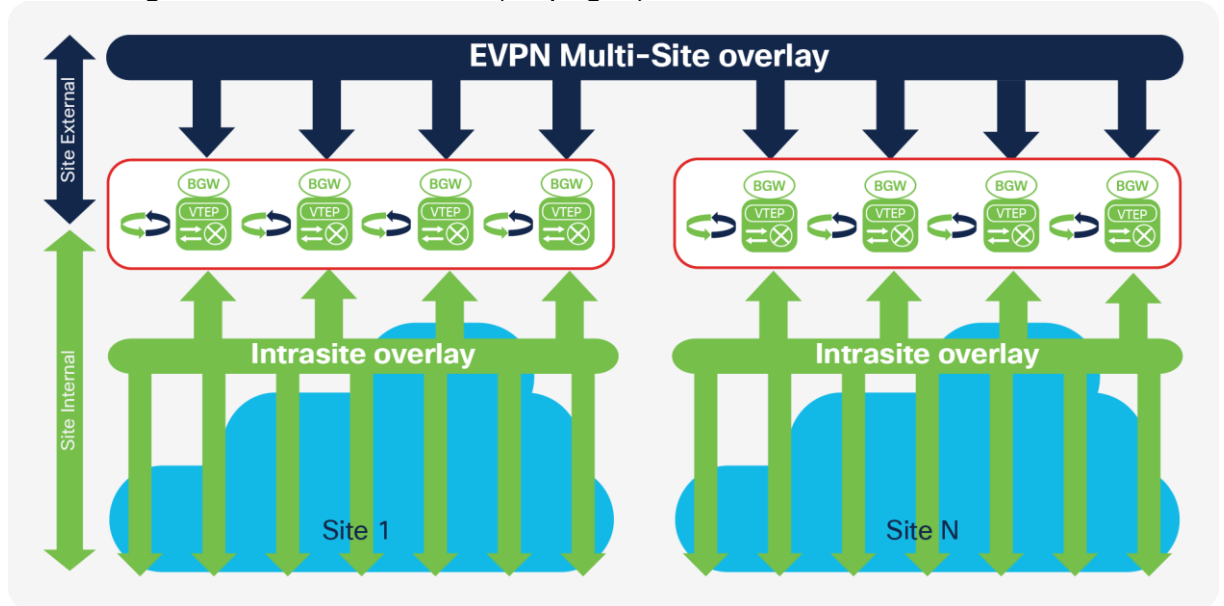 EVPN Multi-Site overlay
Site External
BGW
BGW
BGW
BGW
BGW
BGW
BGW
BGW
VTEP
VTEP
VTEP
VTEP
VTEP
VTEP
VTEP
VTEP
Site Internal
Intrasite overlay
Intrasite overlay
Site 1
Site N